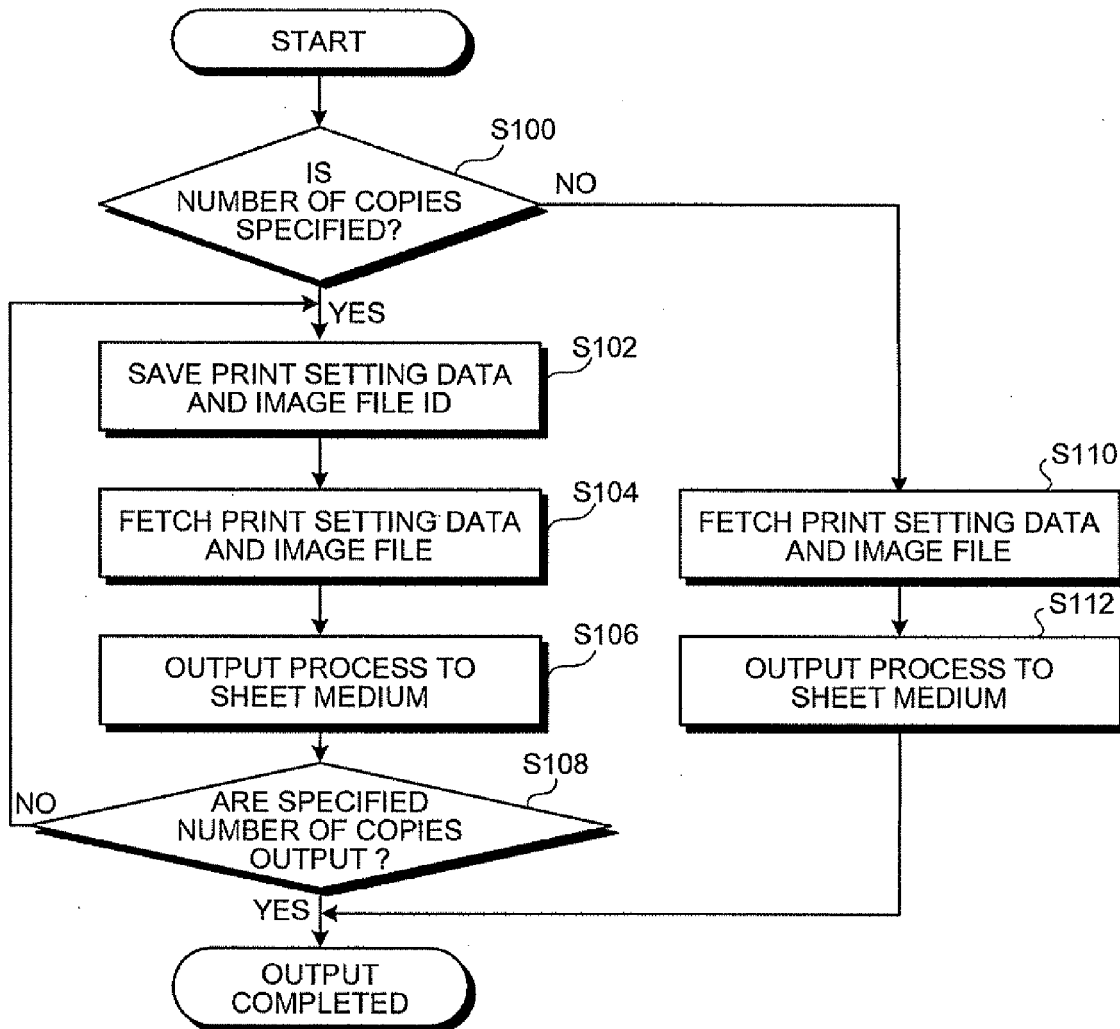 START
S100
IS
NUMBER OF COPIES
SPECIFIED?
NO
YES
S102
SAVE PRINT SETTING DATA
AND IMAGE FILE ID
S104
FETCH PRINT SETTING DATA
AND IMAGE FILE
S110
FETCH PRINT SETTING DATA
AND IMAGE FILE
S106
OUTPUT PROCESS TO
SHEET MEDIUM
S112
OUTPUT PROCESS TO
SHEET MEDIUM
S108
NO
ARE SPECIFIED
NUMBER OF COPIES
OUTPUT ?
YES
OUTPUT
COMPLETED